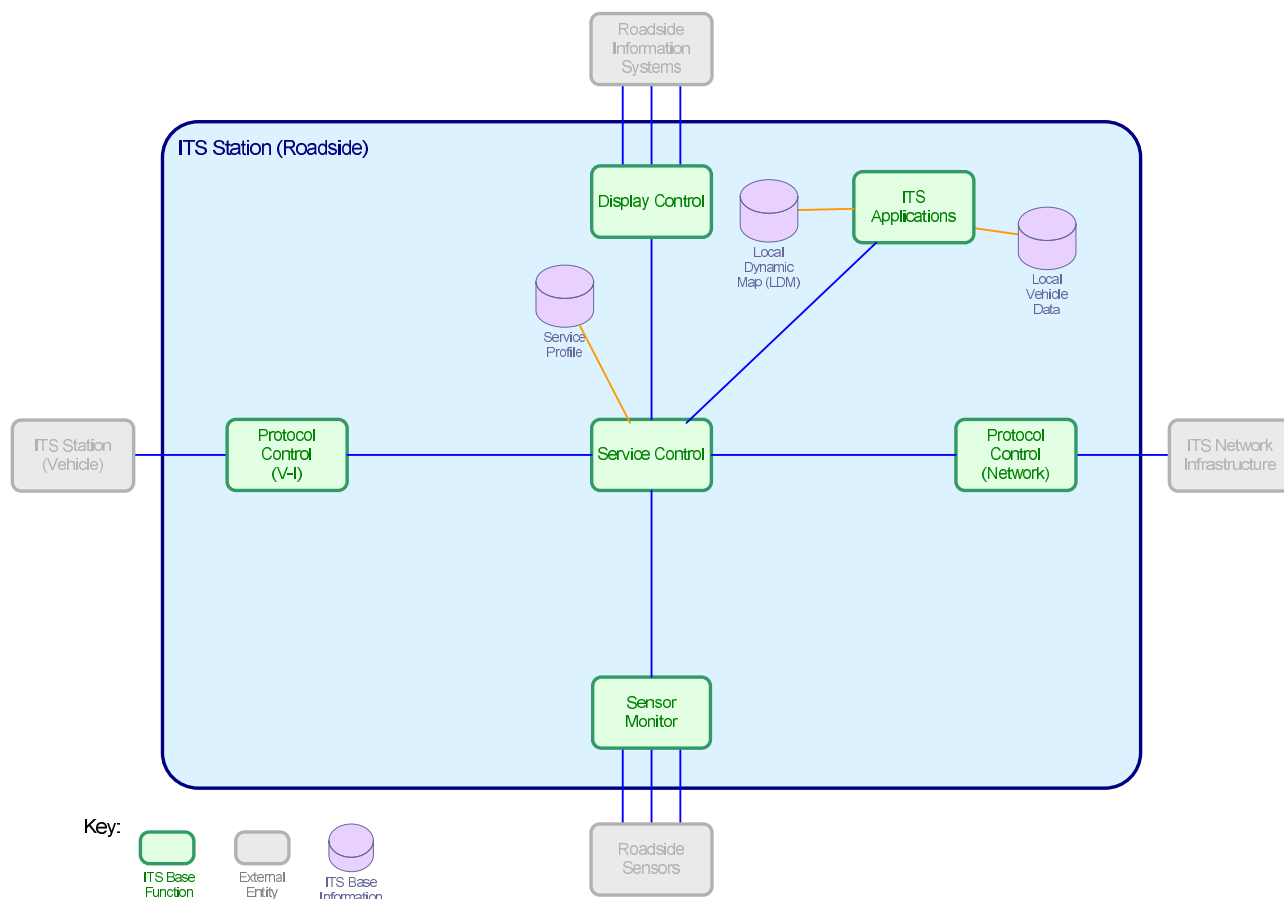 Roadside
Information
Systems
ITS Station (Roadside)
Display Control
ITS
Applications
Local
Dynamic
Map (LDM)
Local
Vehicle
Data
Service
Profile
ITS Station
(Vehicle)
Protocol
Control
(V-I)
Service Control
Protocol
Control
(Network)
ITS Network
Infrastructure
Sensor
Monitor
Roadside
Sensors
Key:
ITS Base
Function
External
Entity
ITS Base
Information